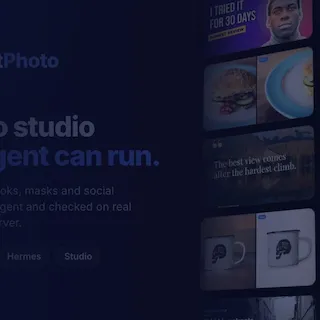 tPhoto
o studio
gent can run.
oks, masks and social
gent and checked on real
ver.
Hermes
Studio
I TRIED IT
FOR 30 DAYS
The best view comes
after the hardest climb.